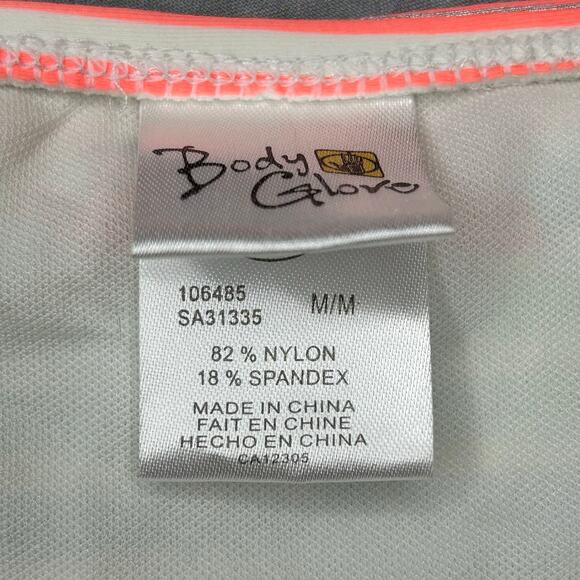 Body Glove
106485
SA31335 M/M
82 % NYLON
18 % SPANDEX
MADE IN CHINA
FAIT EN CHINE
HECHO EN CHINA
CA12305